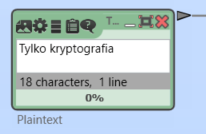 T...
Tylko kryptografia
18 characters, 1 line
0%
Plaintext